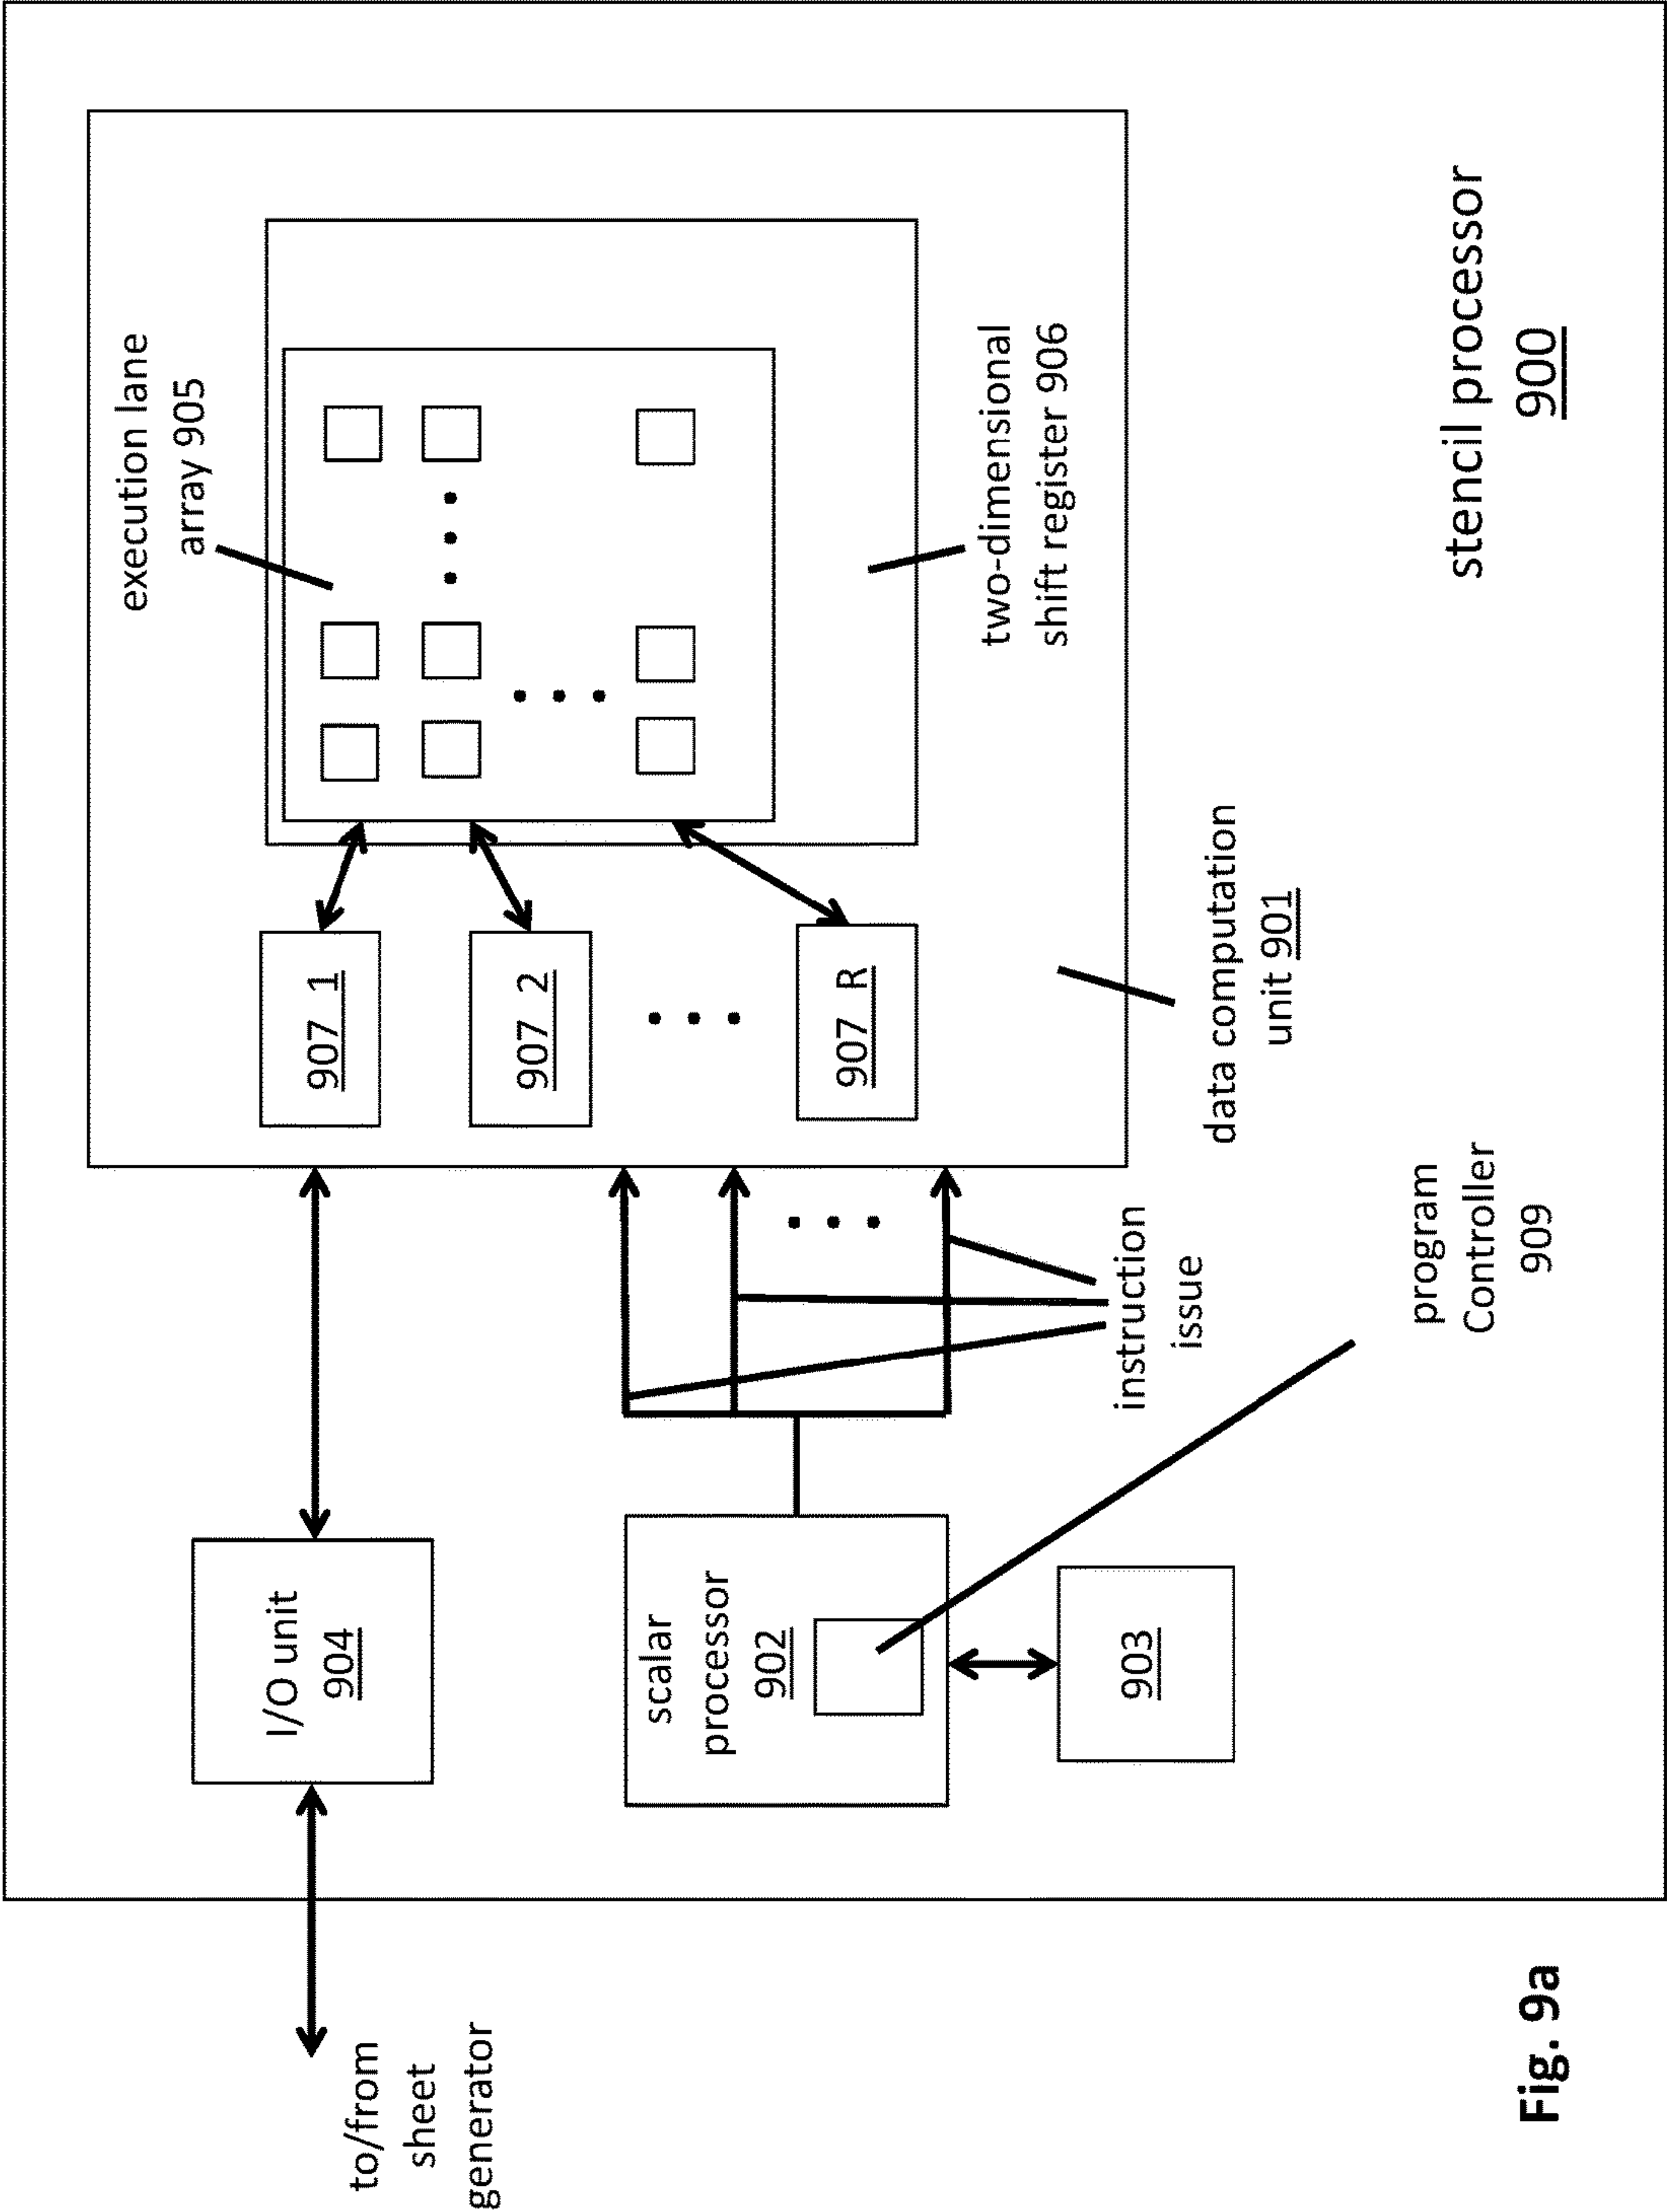 to/from
sheet
generator
I/O unit
904
scalar
processor
902
903
907_1
907_2
907_R
execution lane
array 905
two-dimensional
shift register 906
data computation
unit 901
instruction
issue
program
Controller
909
stencil processor
900
Fig. 9a